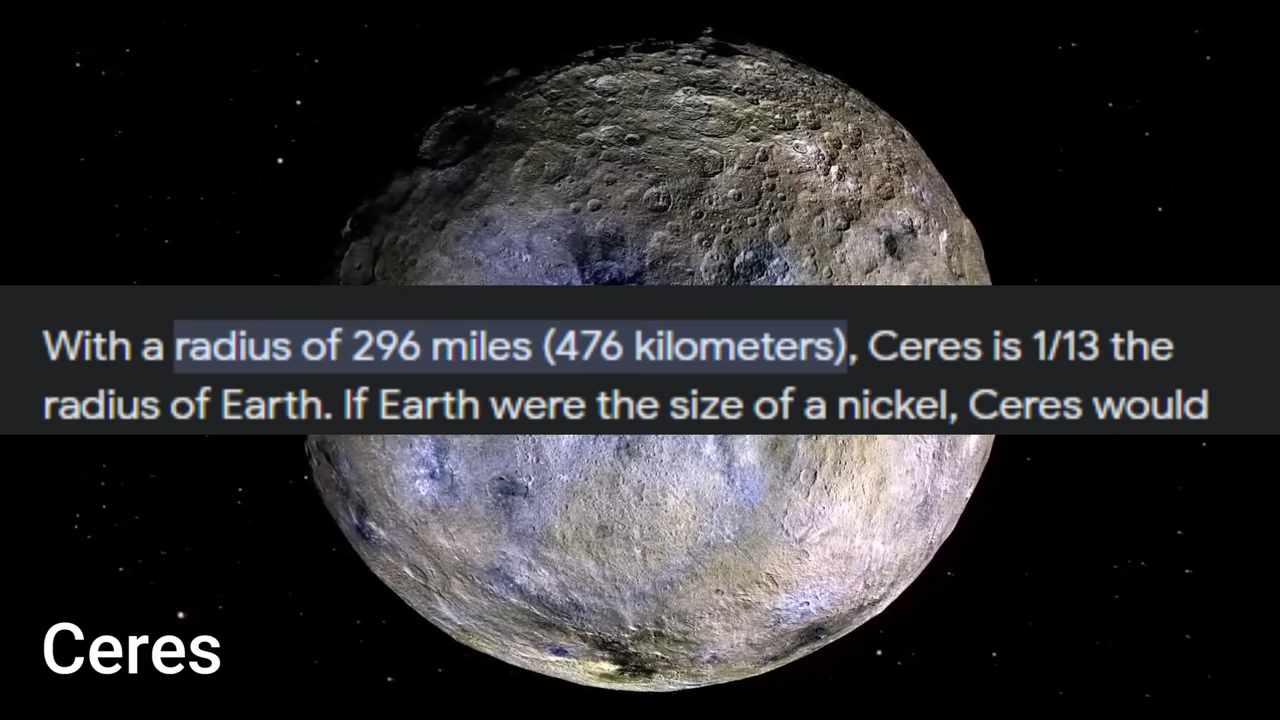 With a radius of 296 miles (476 kilometers), Ceres is 1/13 the
radius of Earth. If Earth were the size of a nickel, Ceres would
Ceres